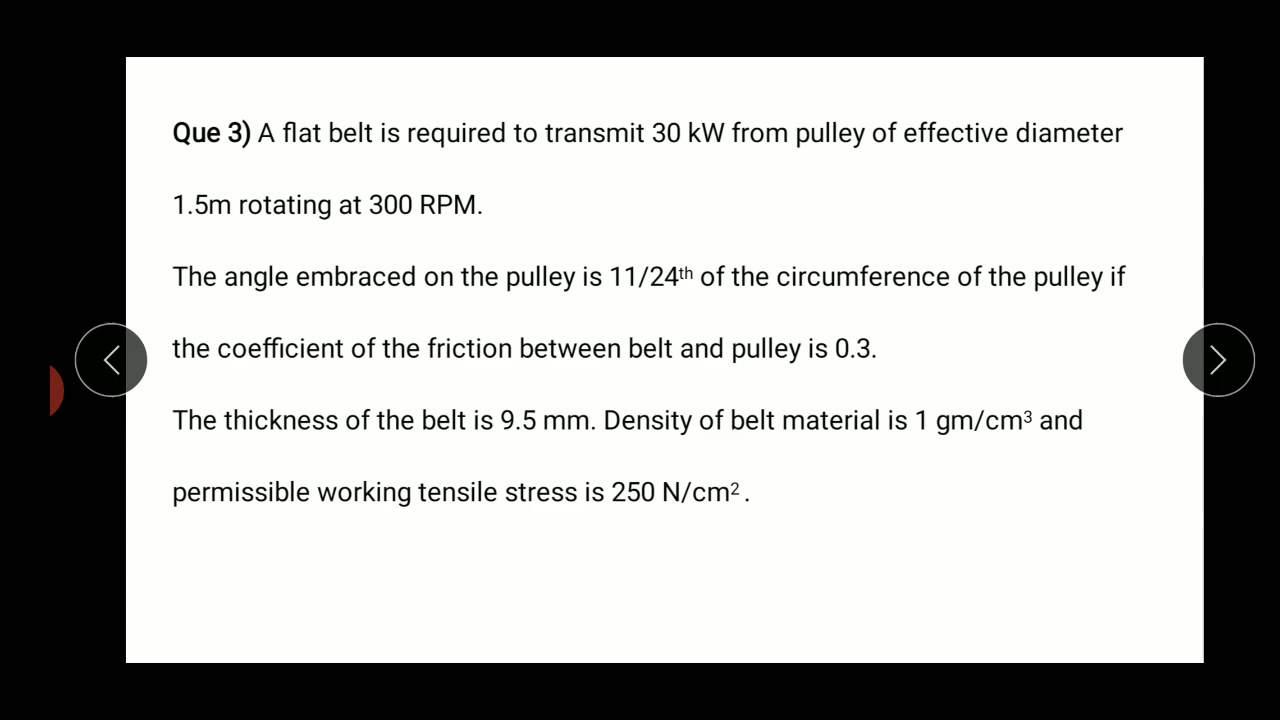 Que 3) A flat belt is required to transmit 30 kW from pulley of effective diameter
1.5m rotating at 300 RPM.
The angle embraced on the pulley is 11/24th of the circumference of the pulley if
the coefficient of the friction between belt and pulley is 0.3.
The thickness of the belt is 9.5 mm. Density of belt material is 1 gm/cm3 and
permissible working tensile stress is 250 N/cm2 .